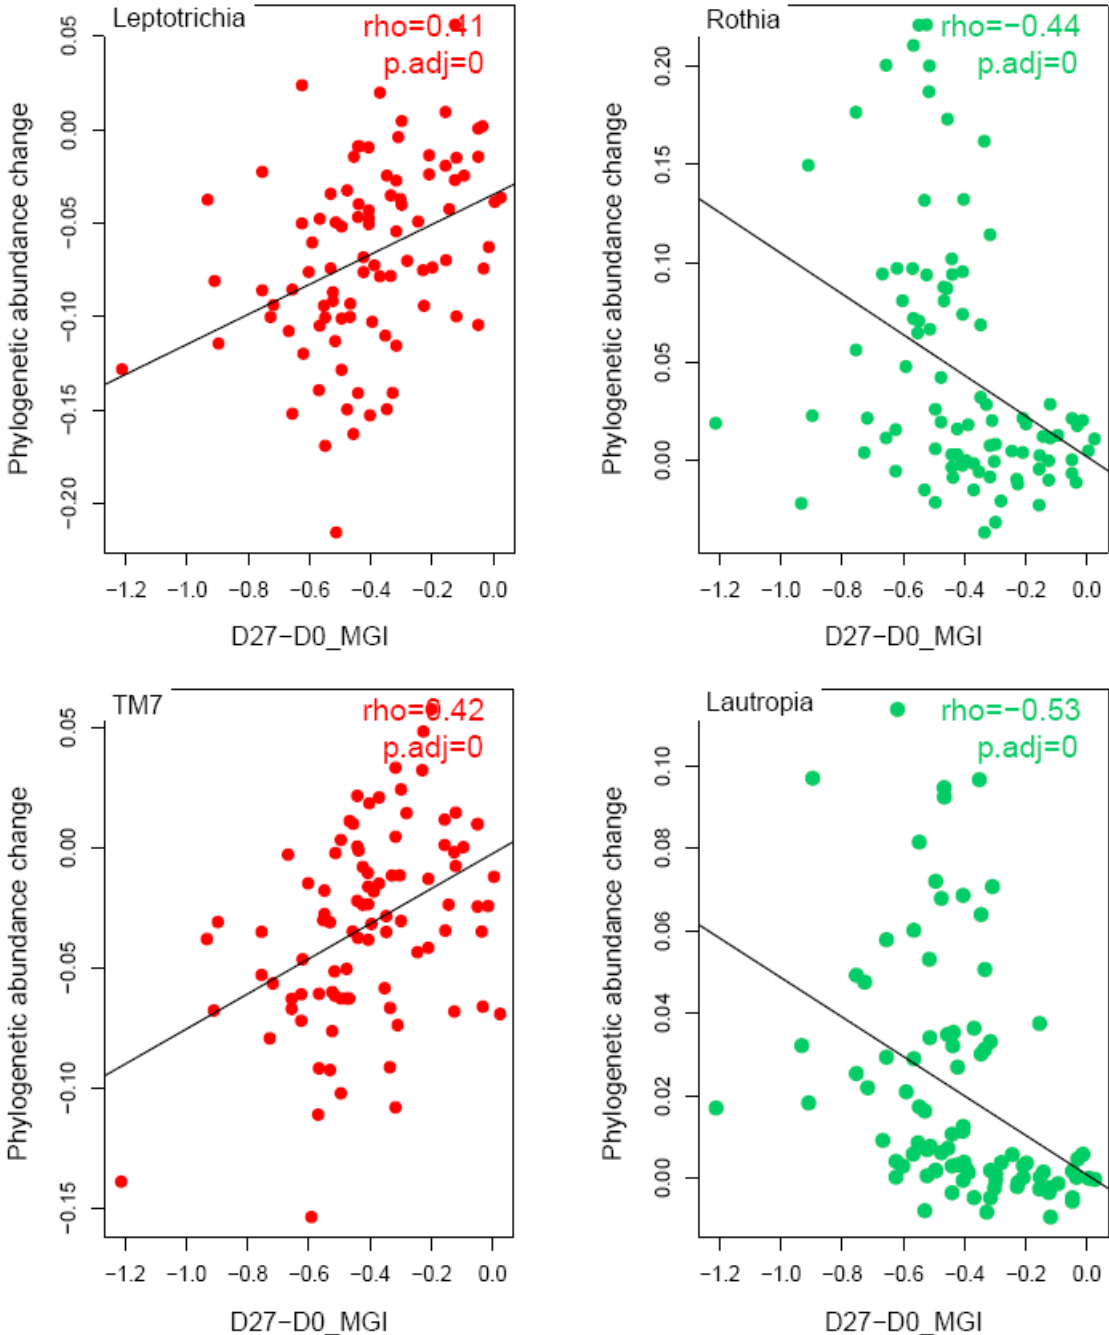 Leptotrichia
rho=0.41
p.adj=0
Phylogenetic abundance change
0.05
0.00
−0.05
−0.10
−0.15
−0.20
−1.2 −1.0 −0.8 −0.6 −0.4 −0.2 0.0
D27−D0_MGI
Rothia
rho=−0.44
p.adj=0
Phylogenetic abundance change
0.20
0.15
0.10
0.05
0.00
−1.2 −1.0 −0.8 −0.6 −0.4 −0.2 0.0
D27−D0_MGI
TM7
rho=0.42
p.adj=0
Phylogenetic abundance change
0.05
0.00
−0.05
−0.10
−0.15
−1.2 −1.0 −0.8 −0.6 −0.4 −0.2 0.0
D27−D0_MGI
Lautropia
rho=−0.53
p.adj=0
Phylogenetic abundance change
0.10
0.08
0.06
0.04
0.02
0.00
−1.2 −1.0 −0.8 −0.6 −0.4 −0.2 0.0
D27−D0_MGI